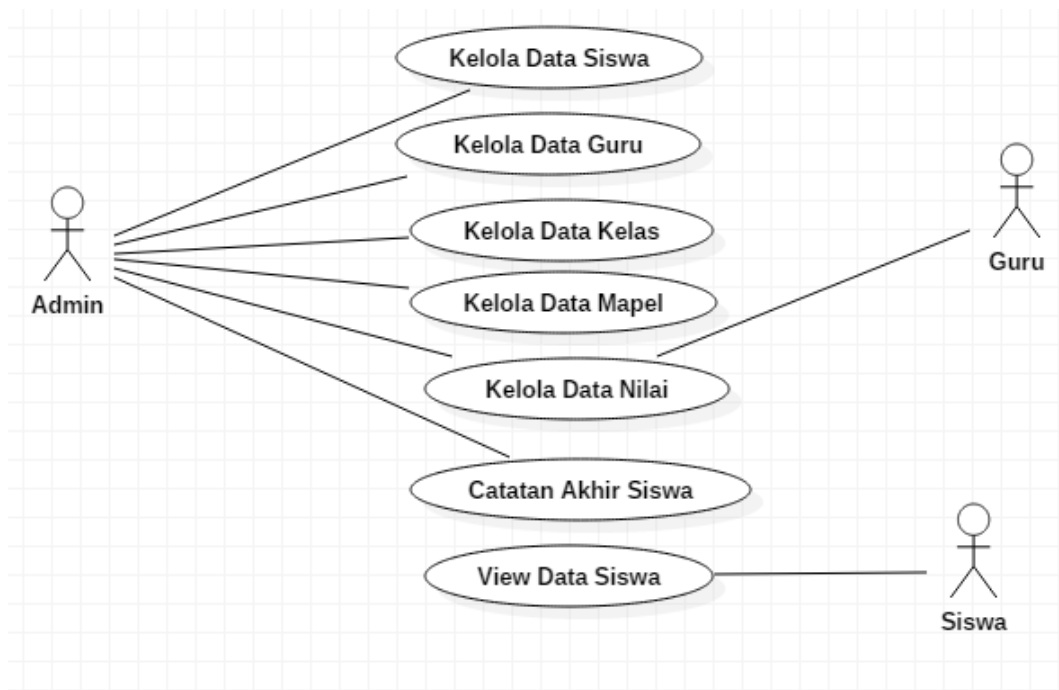 Kelola Data Siswa
Kelola Data Guru
Kelola Data Kelas
Guru
Admin
Kelola Data Mapel
Kelola Data Nilai
Catatan Akhir Siswa
View Data Siswa
Siswa